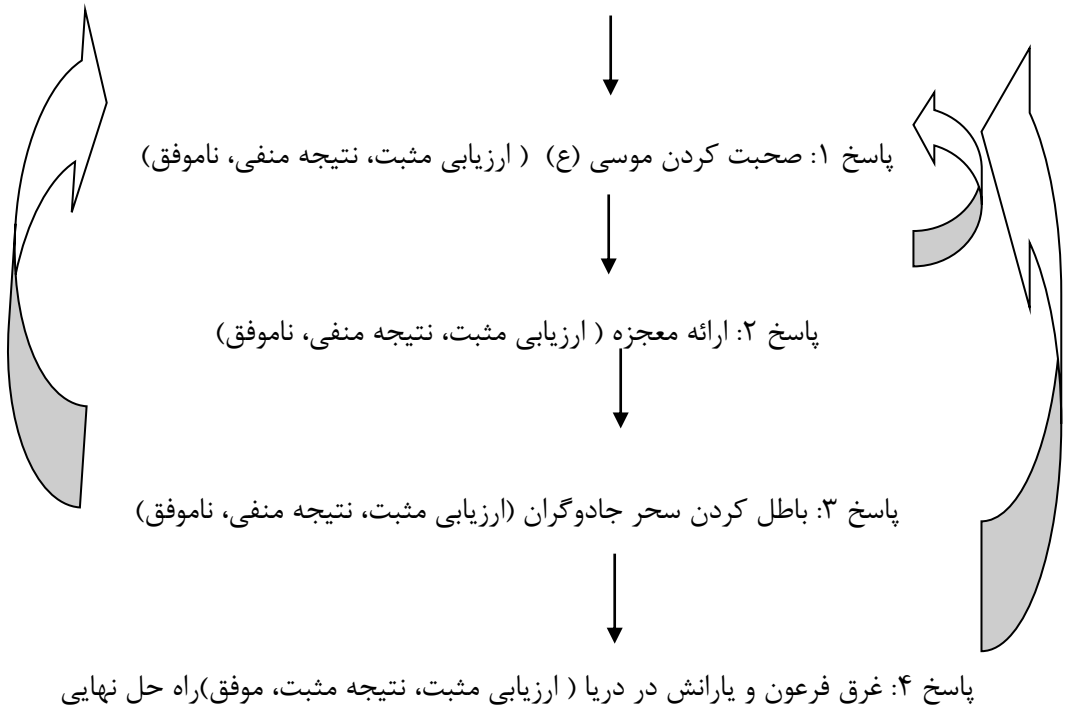 پاسخ ۱: صحبت کردن موسی (ع) ( ارزیابی مثبت، نتیجه منفی، ناموفق)
پاسخ ۲: ارائه معجزه ( ارزیابی مثبت، نتیجه منفی، ناموفق)
پاسخ ۳: باطل کردن سحر جادوگران (ارزیابی مثبت، نتیجه منفی، ناموفق)
پاسخ ۴: غرق فرعون و یارانش در دریا ( ارزیابی مثبت، نتیجه مثبت، موفق)راه حل نهایی